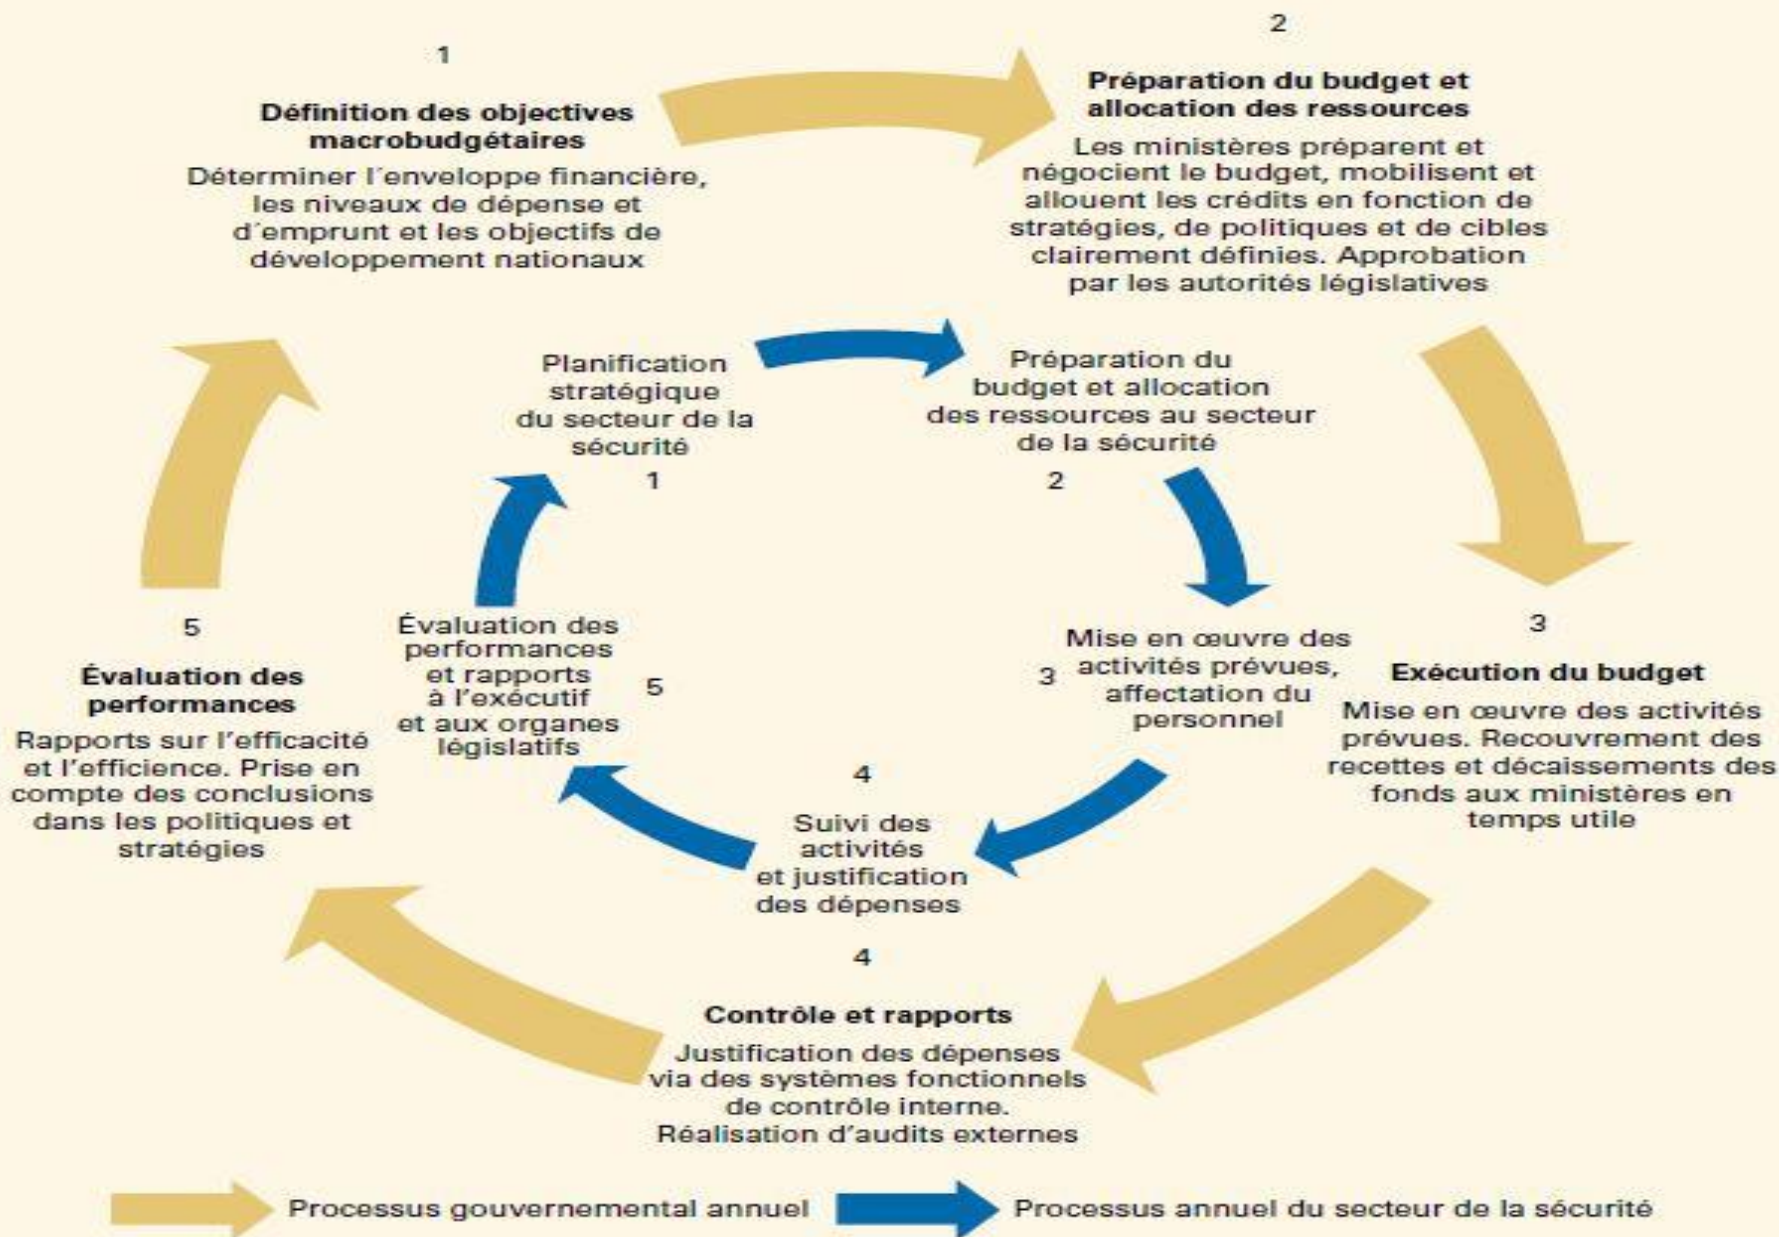 1
Définition des objectives
macrobudgétaires
Déterminer l´enveloppe financière,
les niveaux de dépense et
d´emprunt et les objectifs de
développement nationaux
2
Préparation du budget et
allocation des ressources
Les ministères préparent et
négocient le budget, mobilisent et
allouent les crédits en fonction de
stratégies, de politiques et de cibles
clairement définies. Approbation
par les autorités législatives
3
Exécution du budget
Mise en œuvre des activités
prévues. Recouvrement des
recettes et décaissements des
fonds aux ministères en
temps utile
4
Contrôle et rapports
Justification des dépenses
via des systèmes fonctionnels
de contrôle interne.
Réalisation d’audits externes
5
Évaluation des
performances
Rapports sur l’efficacité
et l’efficience. Prise en
compte des conclusions
dans les politiques et
stratégies
Planification
stratégique
du secteur de la
sécurité
1
Préparation du
budget et allocation
des ressources au secteur
de la sécurité
2
Mise en œuvre des
activités prévues,
affectation du
personnel
3
4
Suivi des
activités
et justification
des dépenses
Évaluation des
performances
et rapports
à l’exécutif
et aux organes
législatifs
5
Processus gouvernemental annuel
Processus annuel du secteur de la sécurité